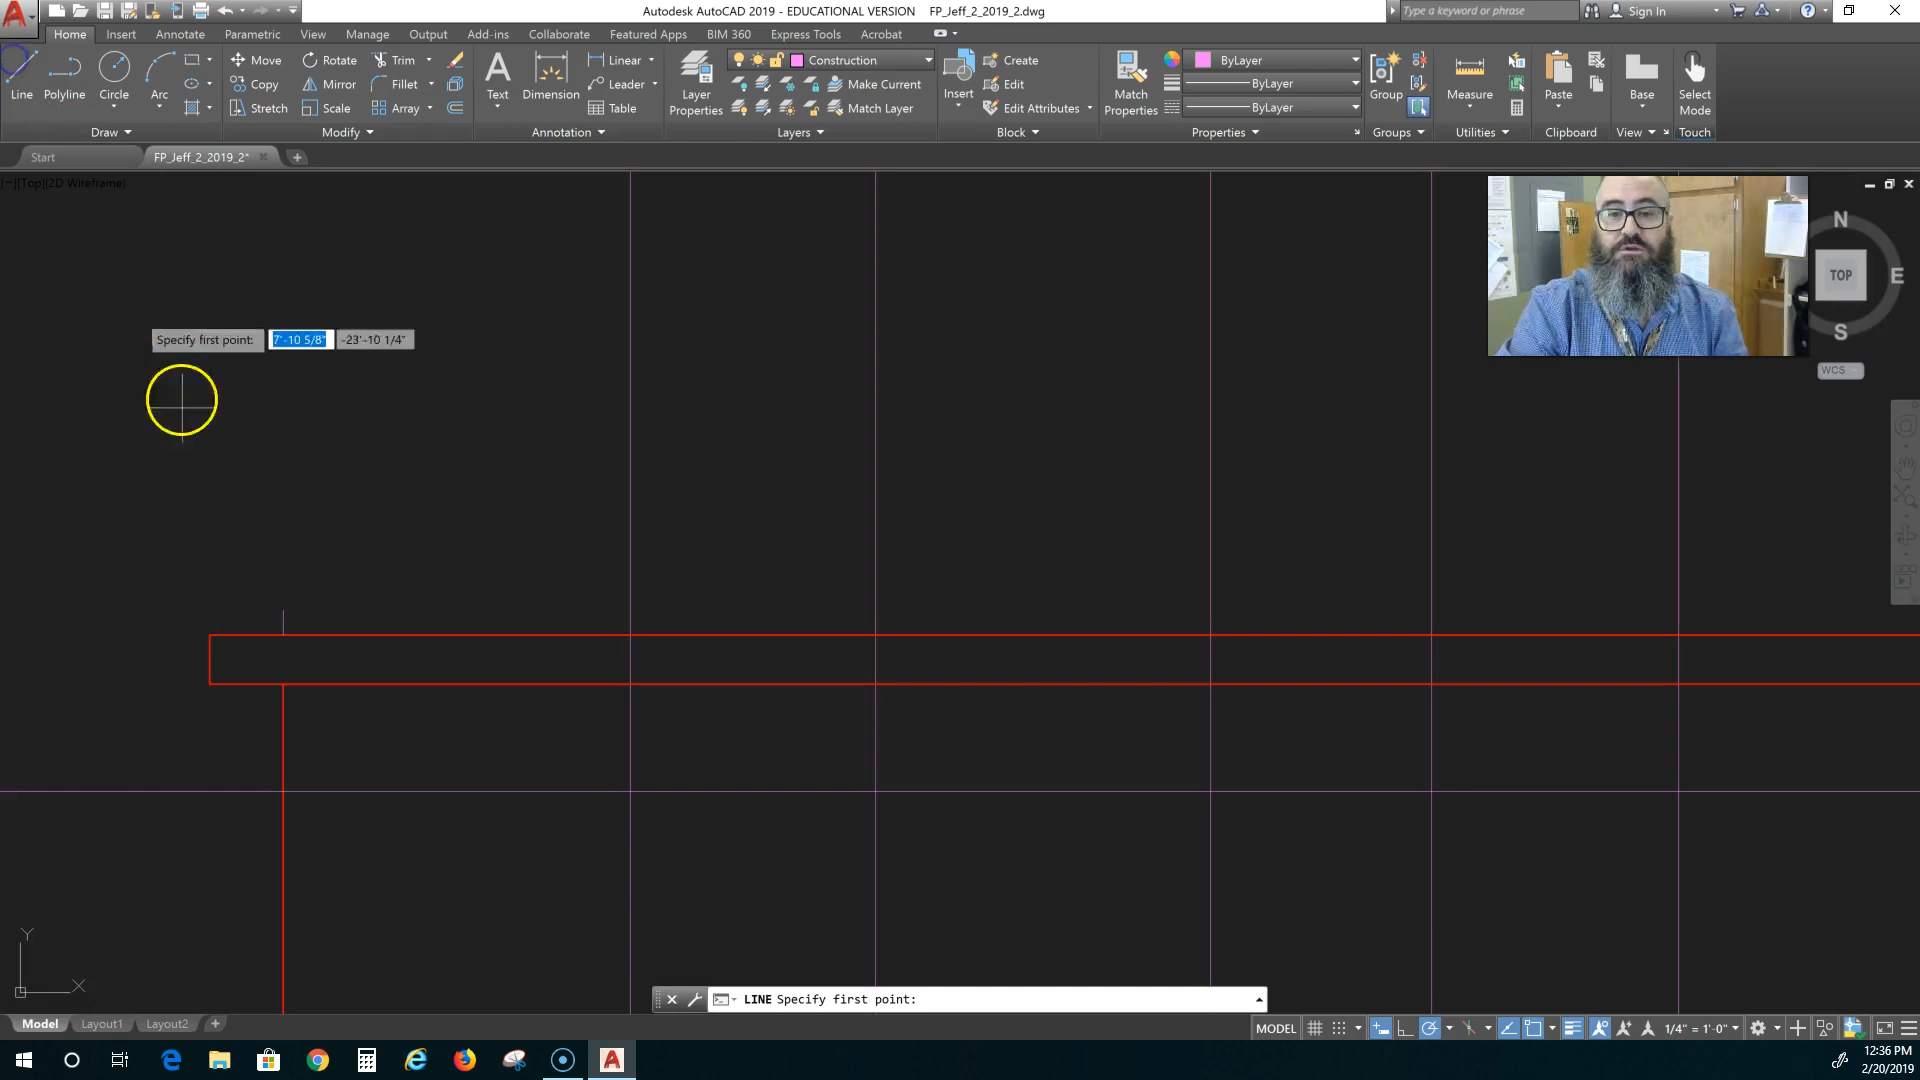 Autodesk AutoCAD 2019 - EDUCATIONAL VERSION FP_Jeff_2_2019_2.dwg
Type a keyword or phrase
Sign In
Home Insert Annotate Parametric View Manage Output Add-ins Collaborate Featured Apps BIM 360 Express Tools Acrobat
Line Polyline Circle Arc
Draw
Move Rotate Trim
Copy Mirror Fillet
Stretch Scale Array
Modify
Text Dimension
Linear
Leader
Table
Annotation
Layer Properties
Construction
Make Current
Match Layer
Layers
Insert
Create
Edit
Edit Attributes
Block
Match Properties
ByLayer
ByLayer
ByLayer
Properties
Group
Groups
Measure
Utilities
Paste
Clipboard
Base
View
Select Mode
Touch
Start FP_Jeff_2_2019_2*
[−][Top][2D Wireframe]
N
TOP E
S
WCS
Specify first point: 7'-10 5/8" -23'-10 1/4"
Y
X
LINE Specify first point:
Model Layout1 Layout2
MODEL 1/4" = 1'-0"
12:36 PM
2/20/2019